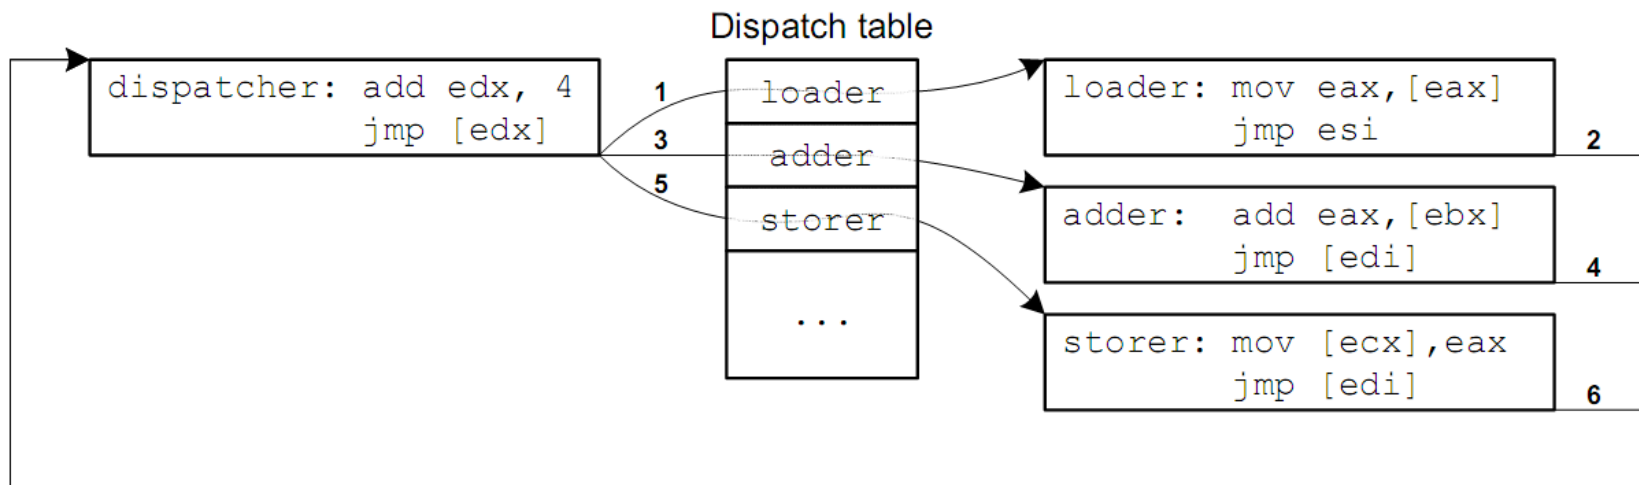 Dispatch table
dispatcher: add edx, 4
jmp [edx]
1
3
5
loader
adder
storer
...
loader: mov eax,[eax]
jmp esi
2
adder: add eax,[ebx]
jmp [edi]
4
storer: mov [ecx],eax
jmp [edi]
6